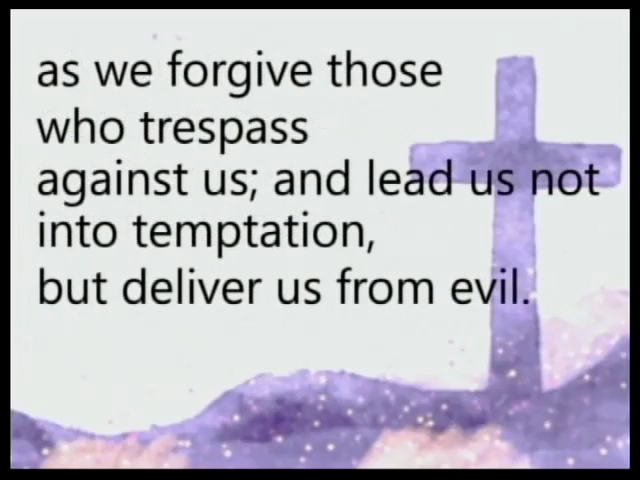 as we forgive those
who trespass
against us; and lead us not
into temptation,
but deliver us from evil.